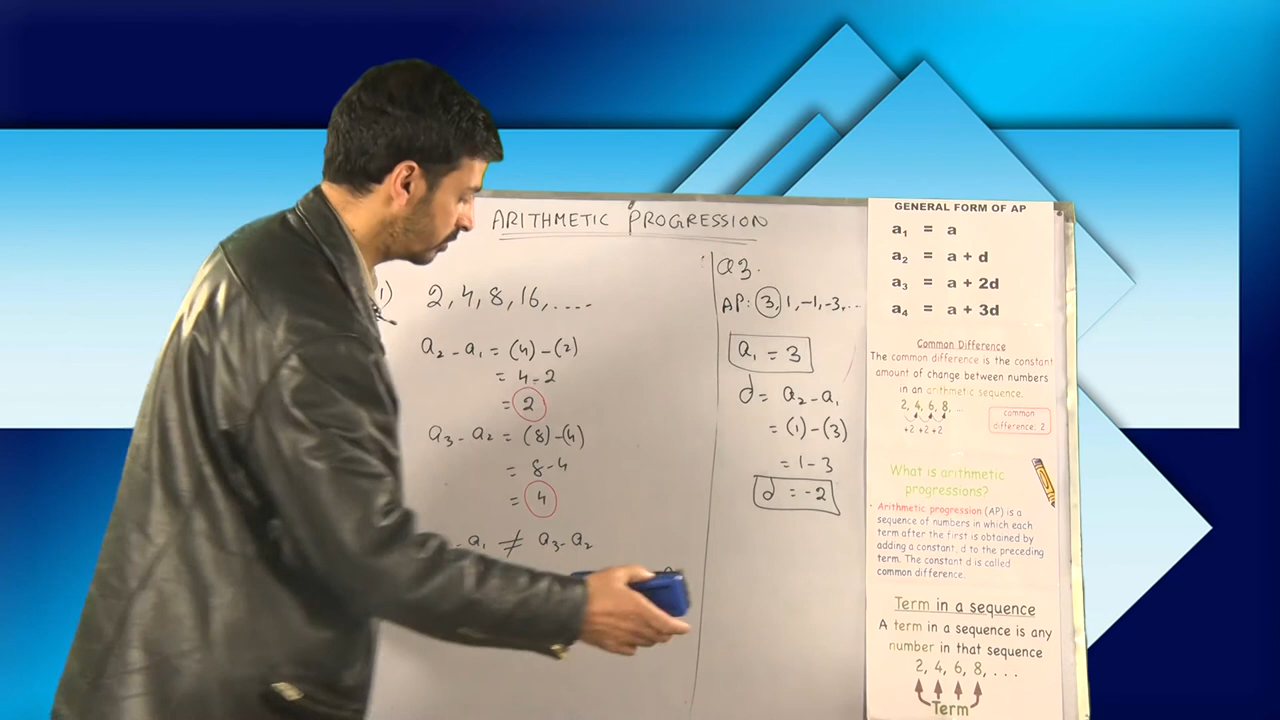 ARITHMETIC PROGRESSION
1) 2, 4, 8, 16, ....
a₂ - a₁ = (4) - (2)
= 4 - 2
= 2
a₃ - a₂ = (8) - (4)
= 8 - 4
= 4
- a₁ ≠ a₃ - a₂
Q3.
AP: 3, 1, -1, -3, ...
a₁ = 3
d = a₂ - a₁
= (1) - (3)
= 1 - 3
d = -2
GENERAL FORM OF AP
a₁ = a
a₂ = a + d
a₃ = a + 2d
a₄ = a + 3d
Common Difference
The common difference is the constant
amount of change between numbers
in an arithmetic sequence.
2, 4, 6, 8, ...
+2 +2 +2
common
difference: 2
What is arithmetic
progressions?
Arithmetic progression (AP) is a
sequence of numbers in which each
term after the first is obtained by
adding a constant, d to the preceding
term. The constant d is called
common difference.
Term in a sequence
A term in a sequence is any
number in that sequence
2, 4, 6, 8, . . .
Term